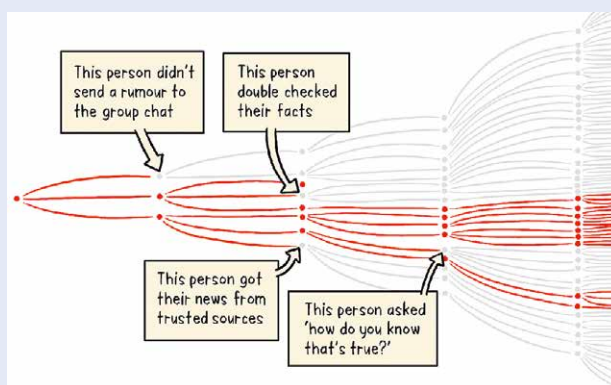 This person didn't
send a rumour to
the group chat
This person
double checked
their facts
This person got
their news from
trusted sources
This person asked
'how do you know
that's true?'